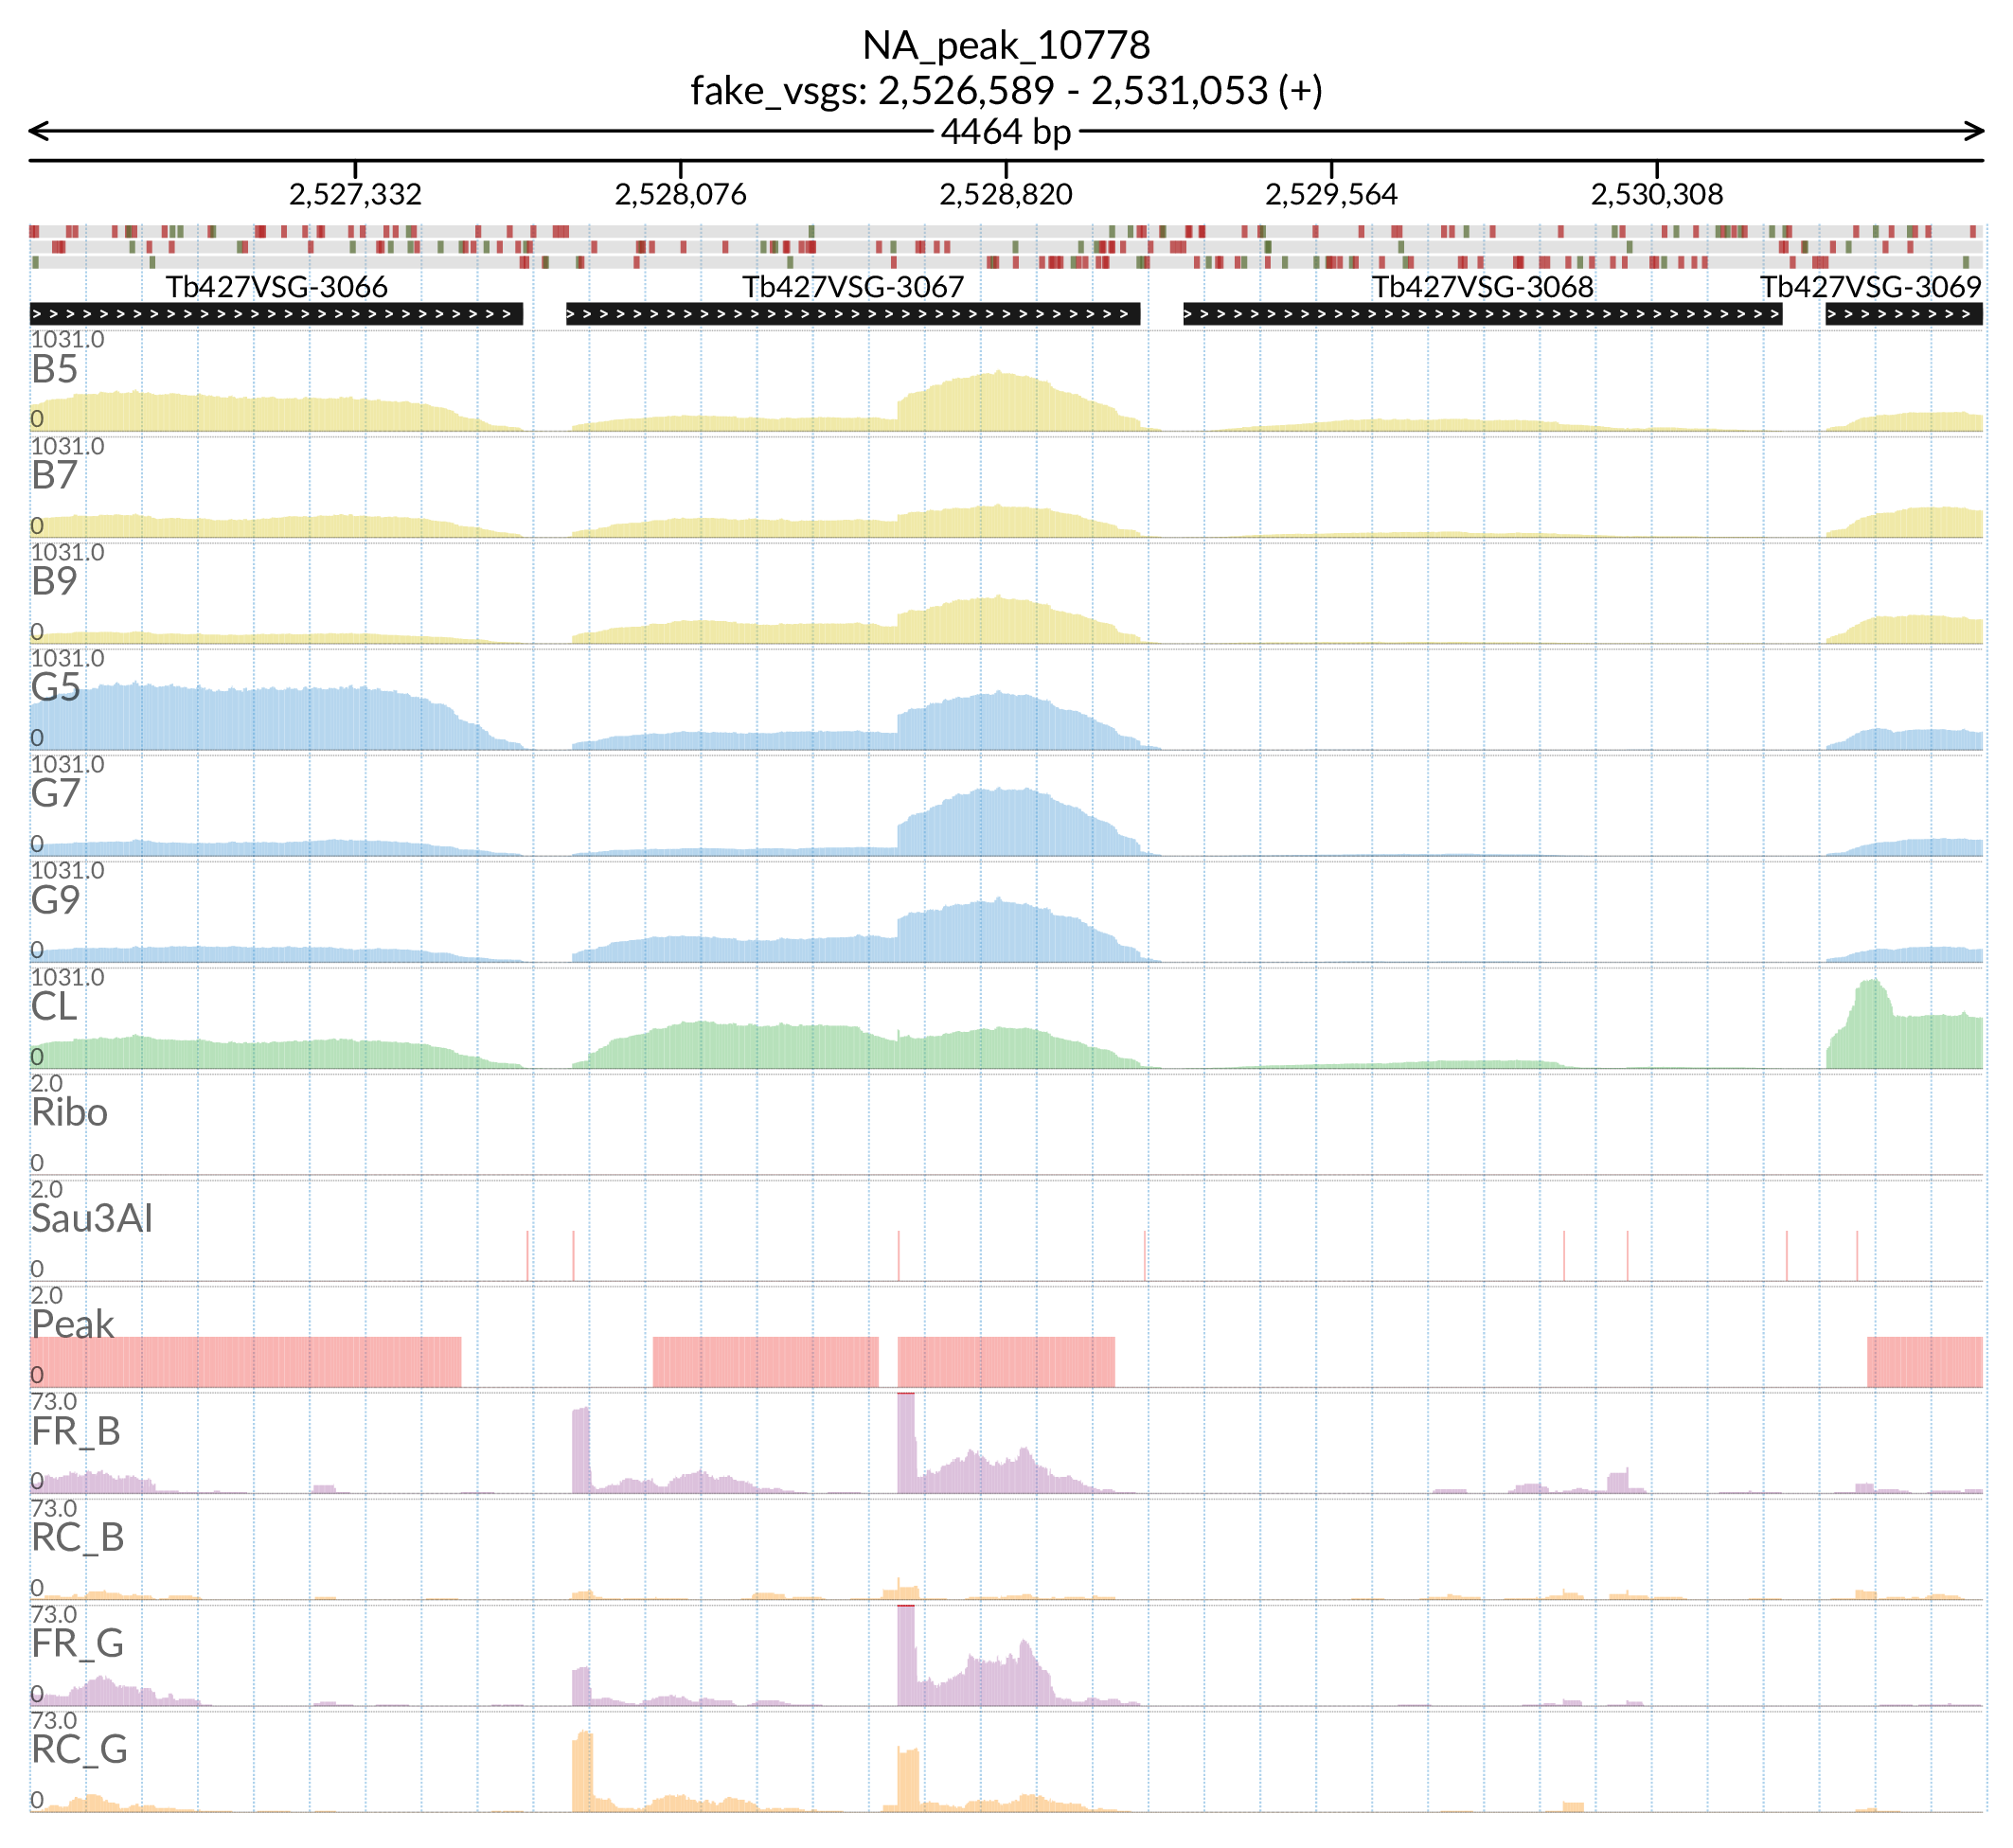 NA_peak_10778
fake_vsgs: 2,526,589 - 2,531,053 (+)
4464 bp
2,527,332 2,528,076 2,528,820 2,529,564 2,530,308
Tb427VSG-3066 Tb427VSG-3067 Tb427VSG-3068 Tb427VSG-3069
1031.0
B5
0
1031.0
B7
0
1031.0
B9
0
1031.0
G5
0
1031.0
G7
0
1031.0
G9
0
1031.0
CL
0
2.0
Ribo
0
2.0
Sau3AI
0
2.0
Peak
0
73.0
FR_B
0
73.0
RC_B
0
73.0
FR_G
0
73.0
RC_G
0